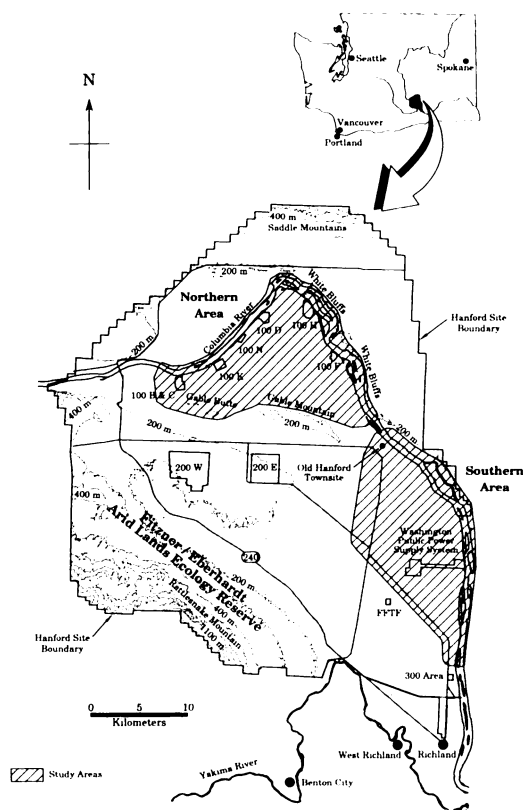 Seattle
Spokane
Vancouver
Portland
N
400 m
Saddle Mountains
200 m
Northern
Area
White Bluffs
Columbia River
Hanford Site
Boundary
200 m
100 D
100 H
100 N
100 F
White Bluffs
100 K
100 B & C
Gable Butte
Gable Mountain
200 m
200 m
400 m
Old Hanford
Townsite
Southern
Area
200 W
200 E
400 m
Washington
Public Power
Supply System
Fitzner / Eberhardt
Arid Lands Ecology Reserve
240
200 m
400 m
Rattlesnake Mountain
1100 m
FFTF
Hanford Site
Boundary
300 Area
0 5 10
Kilometers
West Richland
Richland
Yakima River
Benton City
Study Areas